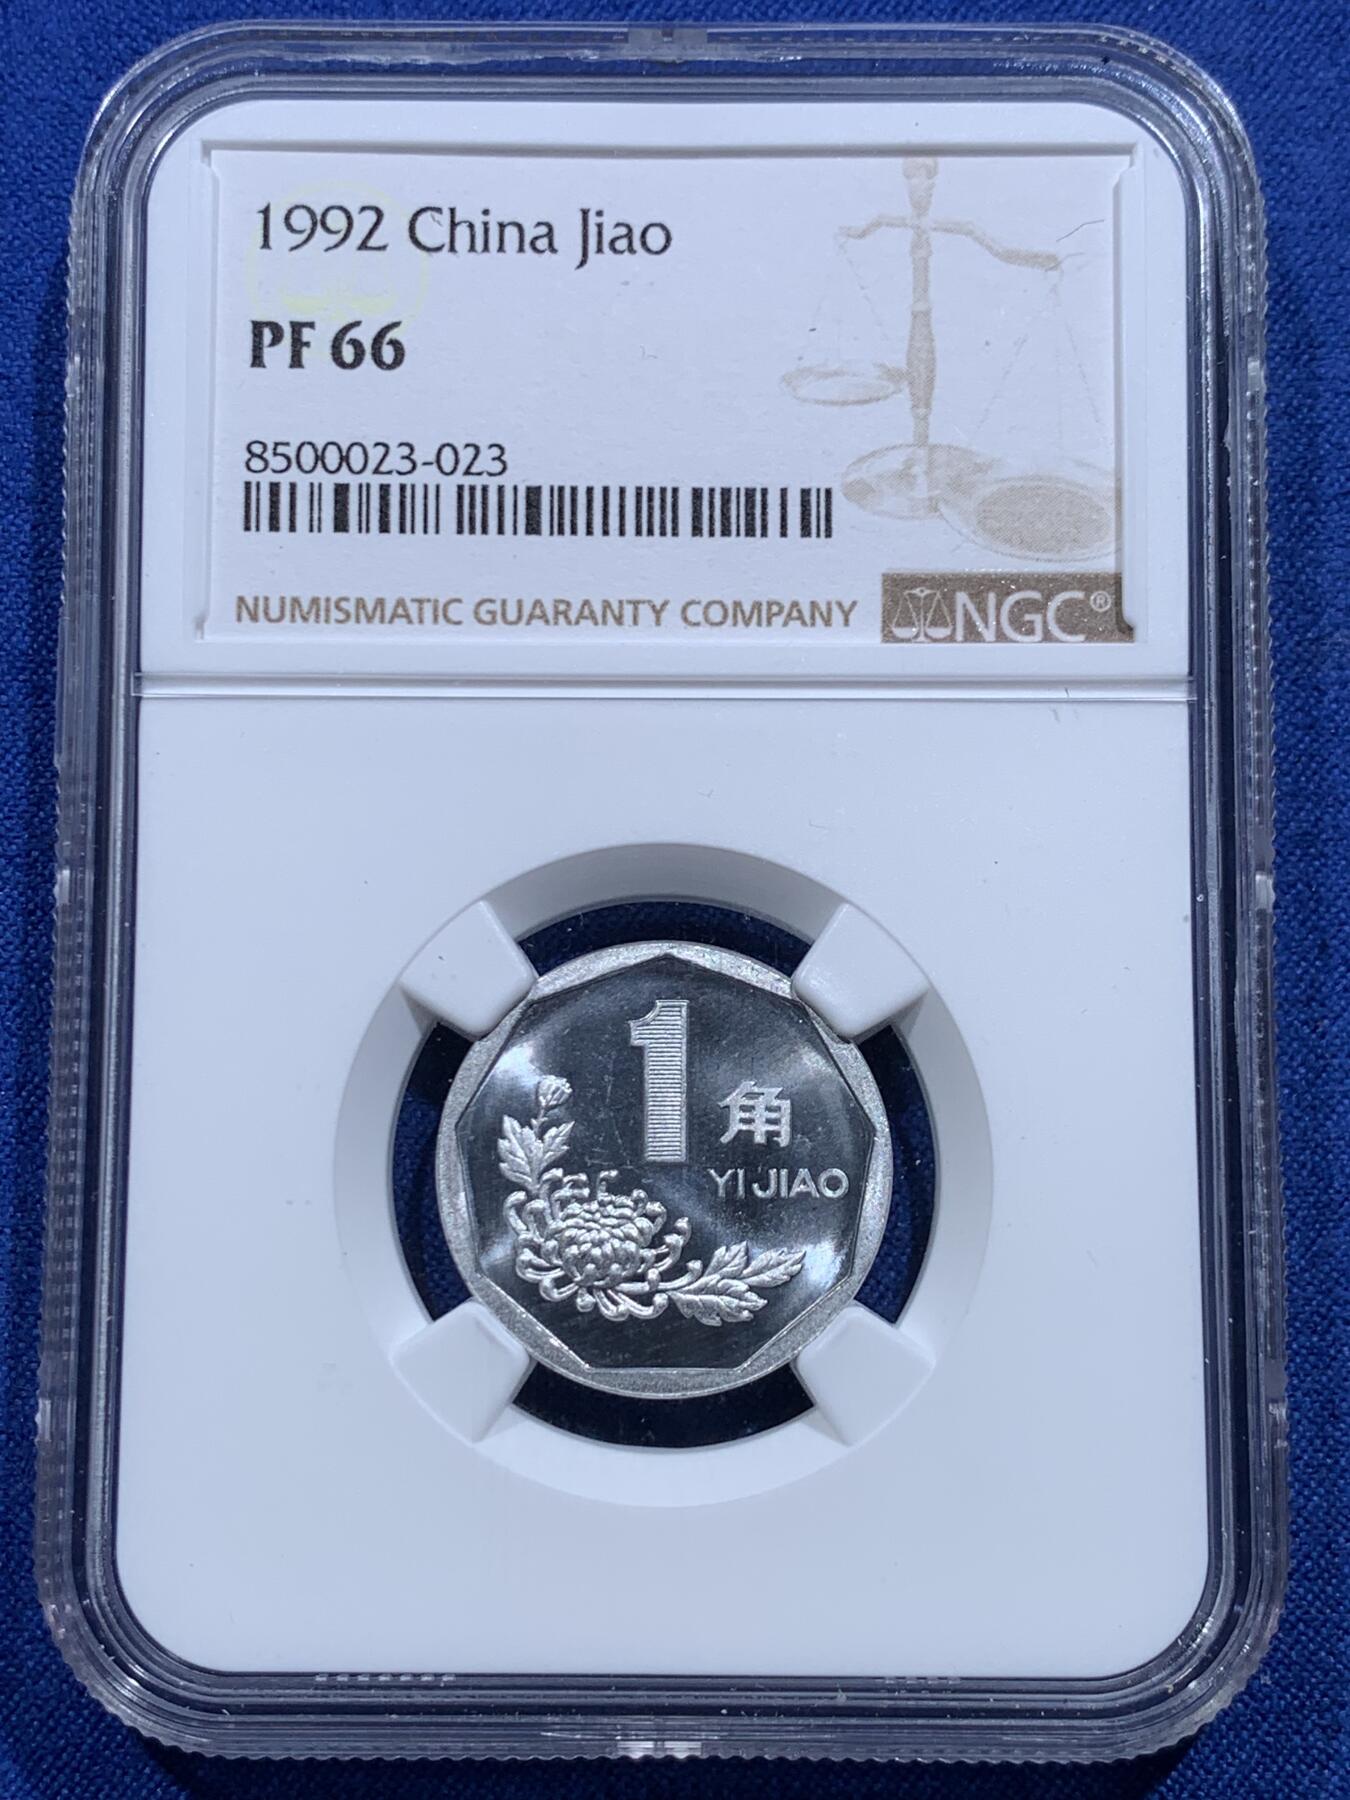 1992 China Jiao
PF 66
8500023-023
NUMISMATIC GUARANTY COMPANY
NGC®
1
角
YI JIAO